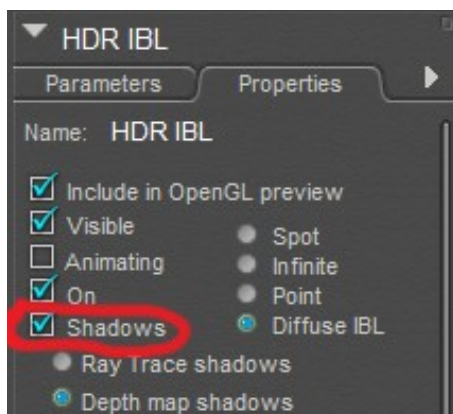 HDR IBL
Parameters Properties
Name: HDR IBL
Include in OpenGL preview
Visible
Spot
Animating
Infinite
On
Point
Shadows
Diffuse IBL
Ray Trace shadows
Depth map shadows